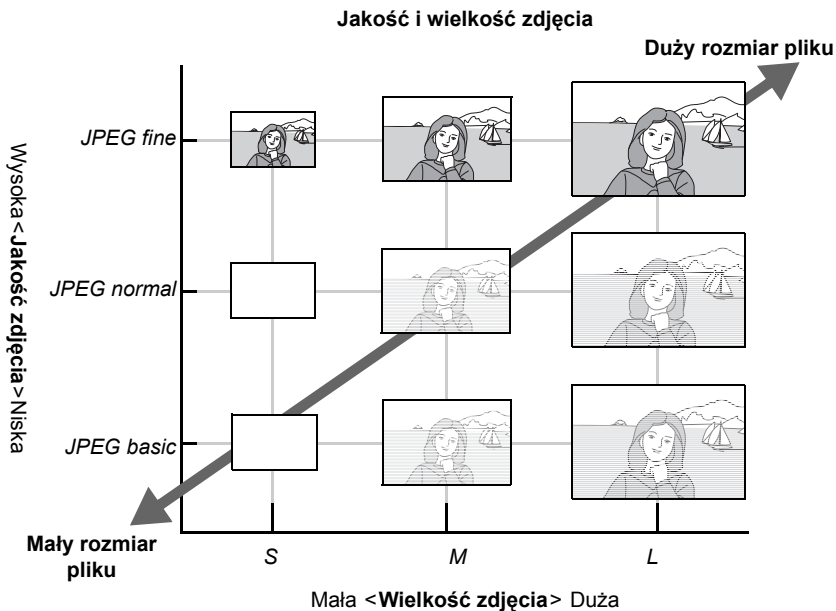 Jakość i wielkość zdjęcia
Duży rozmiar pliku
Wysoka <Jakość zdjęcia> Niska
JPEG fine
JPEG normal
JPEG basic
Mały rozmiar
pliku
S
M
L
Mała <Wielkość zdjęcia> Duża